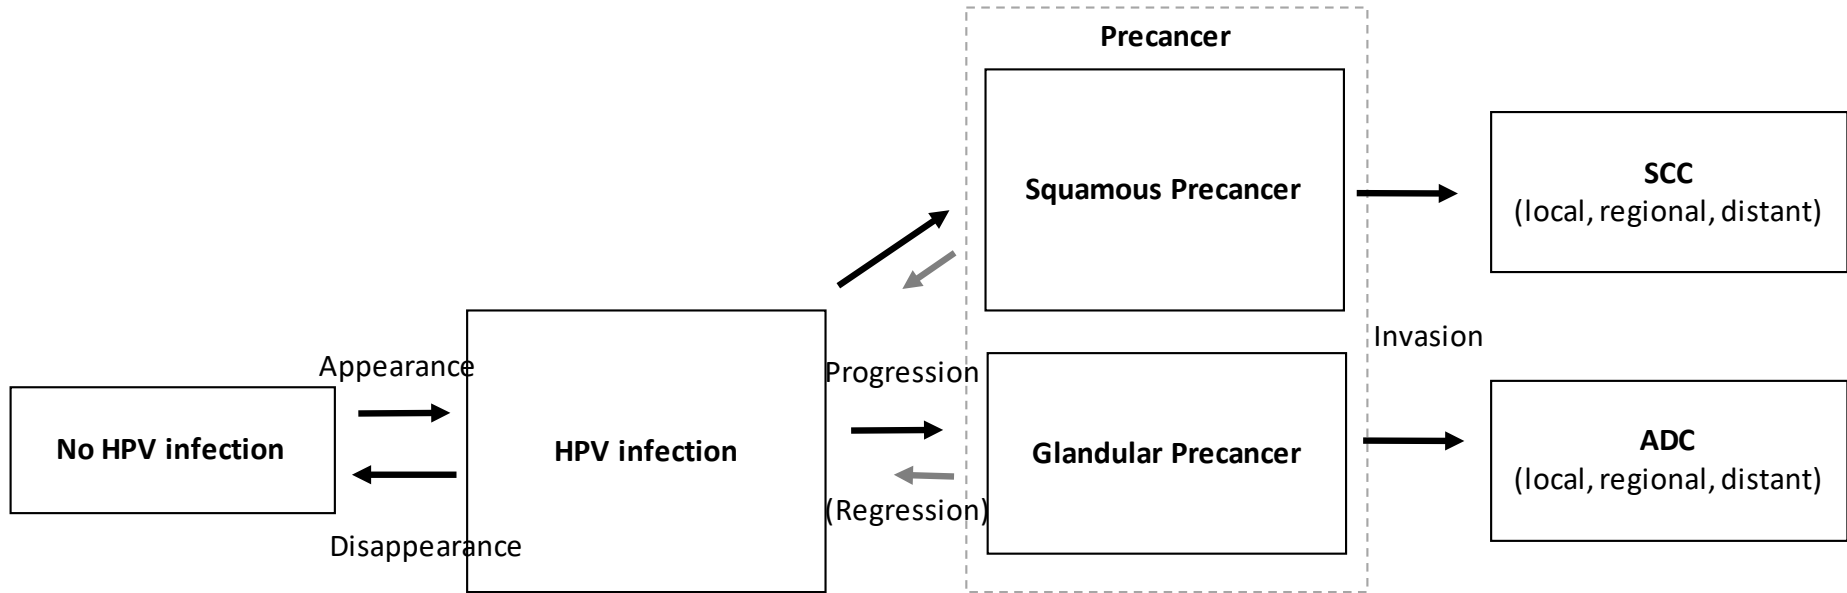 Precancer
Squamous Precancer
SCC
(local, regional, distant)
Invasion
Appearance
Progression
No HPV infection
HPV infection
Glandular Precancer
ADC
(local, regional, distant)
(Regression)
Disappearance